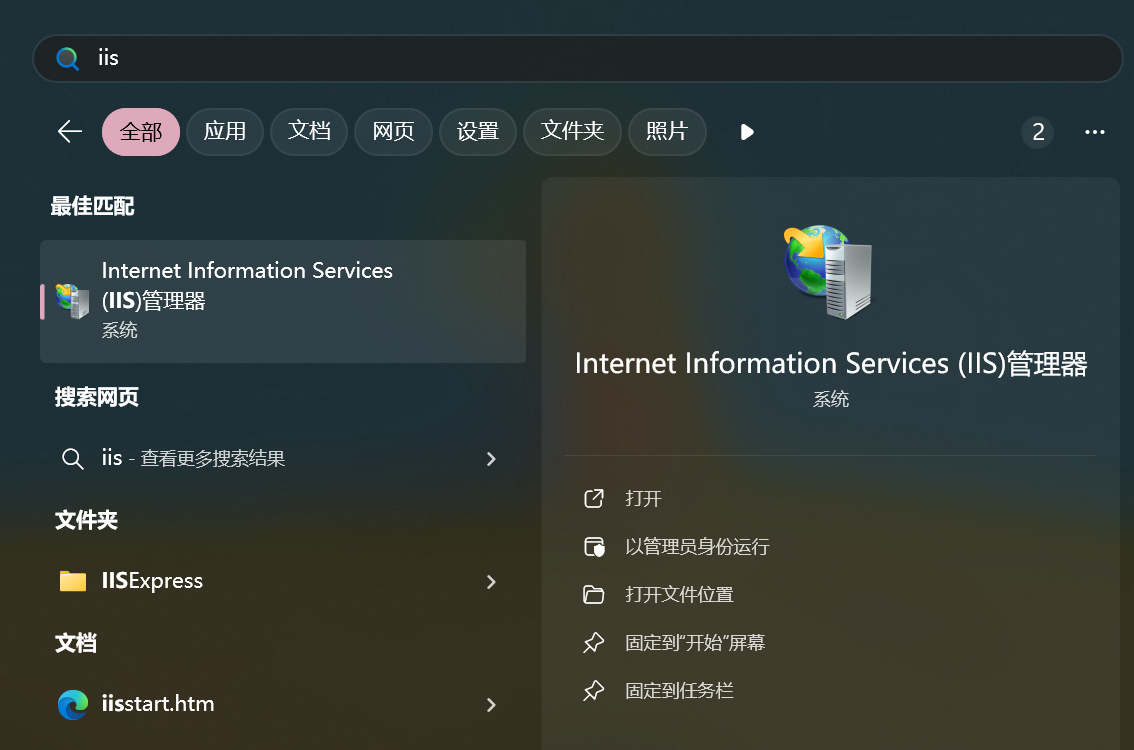 iis
全部
应用
文档
网页
设置
文件夹
照片
2
最佳匹配
Internet Information Services
(IIS)管理器
系统
搜索网页
iis - 查看更多搜索结果
文件夹
IISExpress
文档
iisstart.htm
Internet Information Services (IIS)管理器
系统
打开
以管理员身份运行
打开文件位置
固定到"开始"屏幕
固定到任务栏